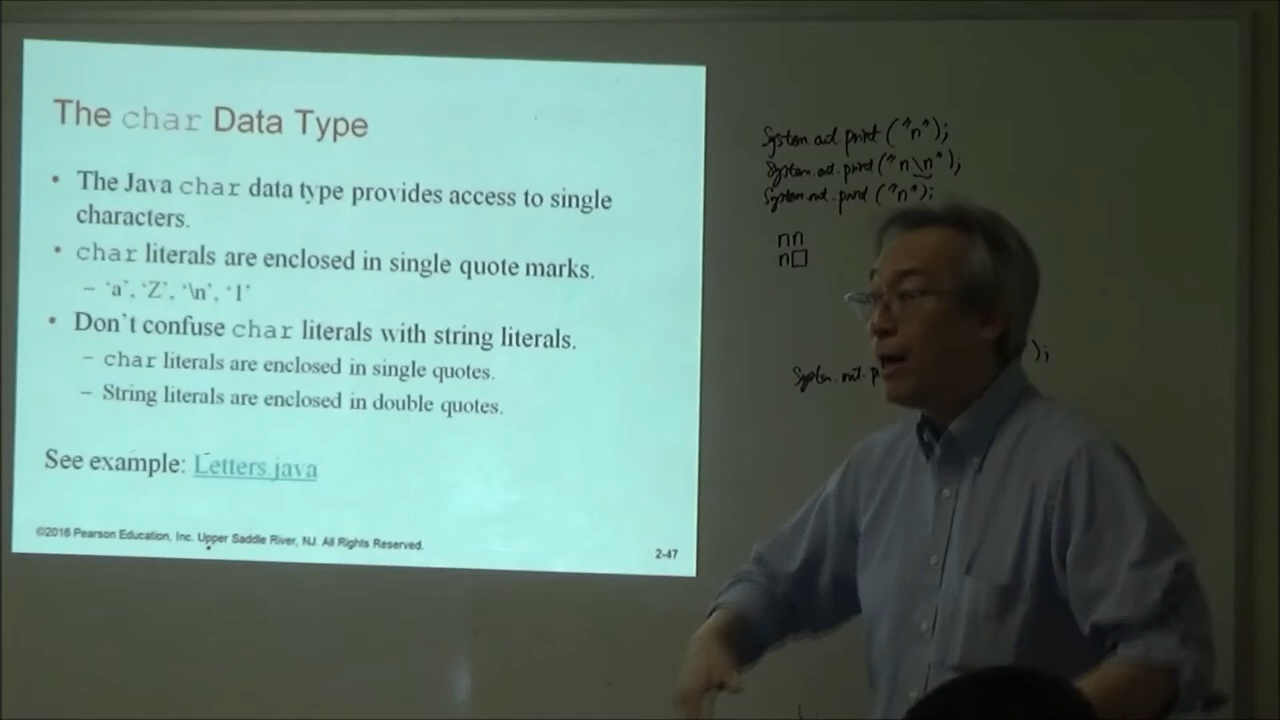 The char Data Type
• The Java char data type provides access to single
characters.
• char literals are enclosed in single quote marks.
– ‘a’, ‘Z’, ‘\n’, ‘1’
• Don’t confuse char literals with string literals.
– char literals are enclosed in single quotes.
– String literals are enclosed in double quotes.
See example: Letters.java
©2016 Pearson Education, Inc. Upper Saddle River, NJ. All Rights Reserved.
2-47
System.out.print("n");
System.out.print("n\n");
System.out.print("n");
nn
n□
);
System.out.p